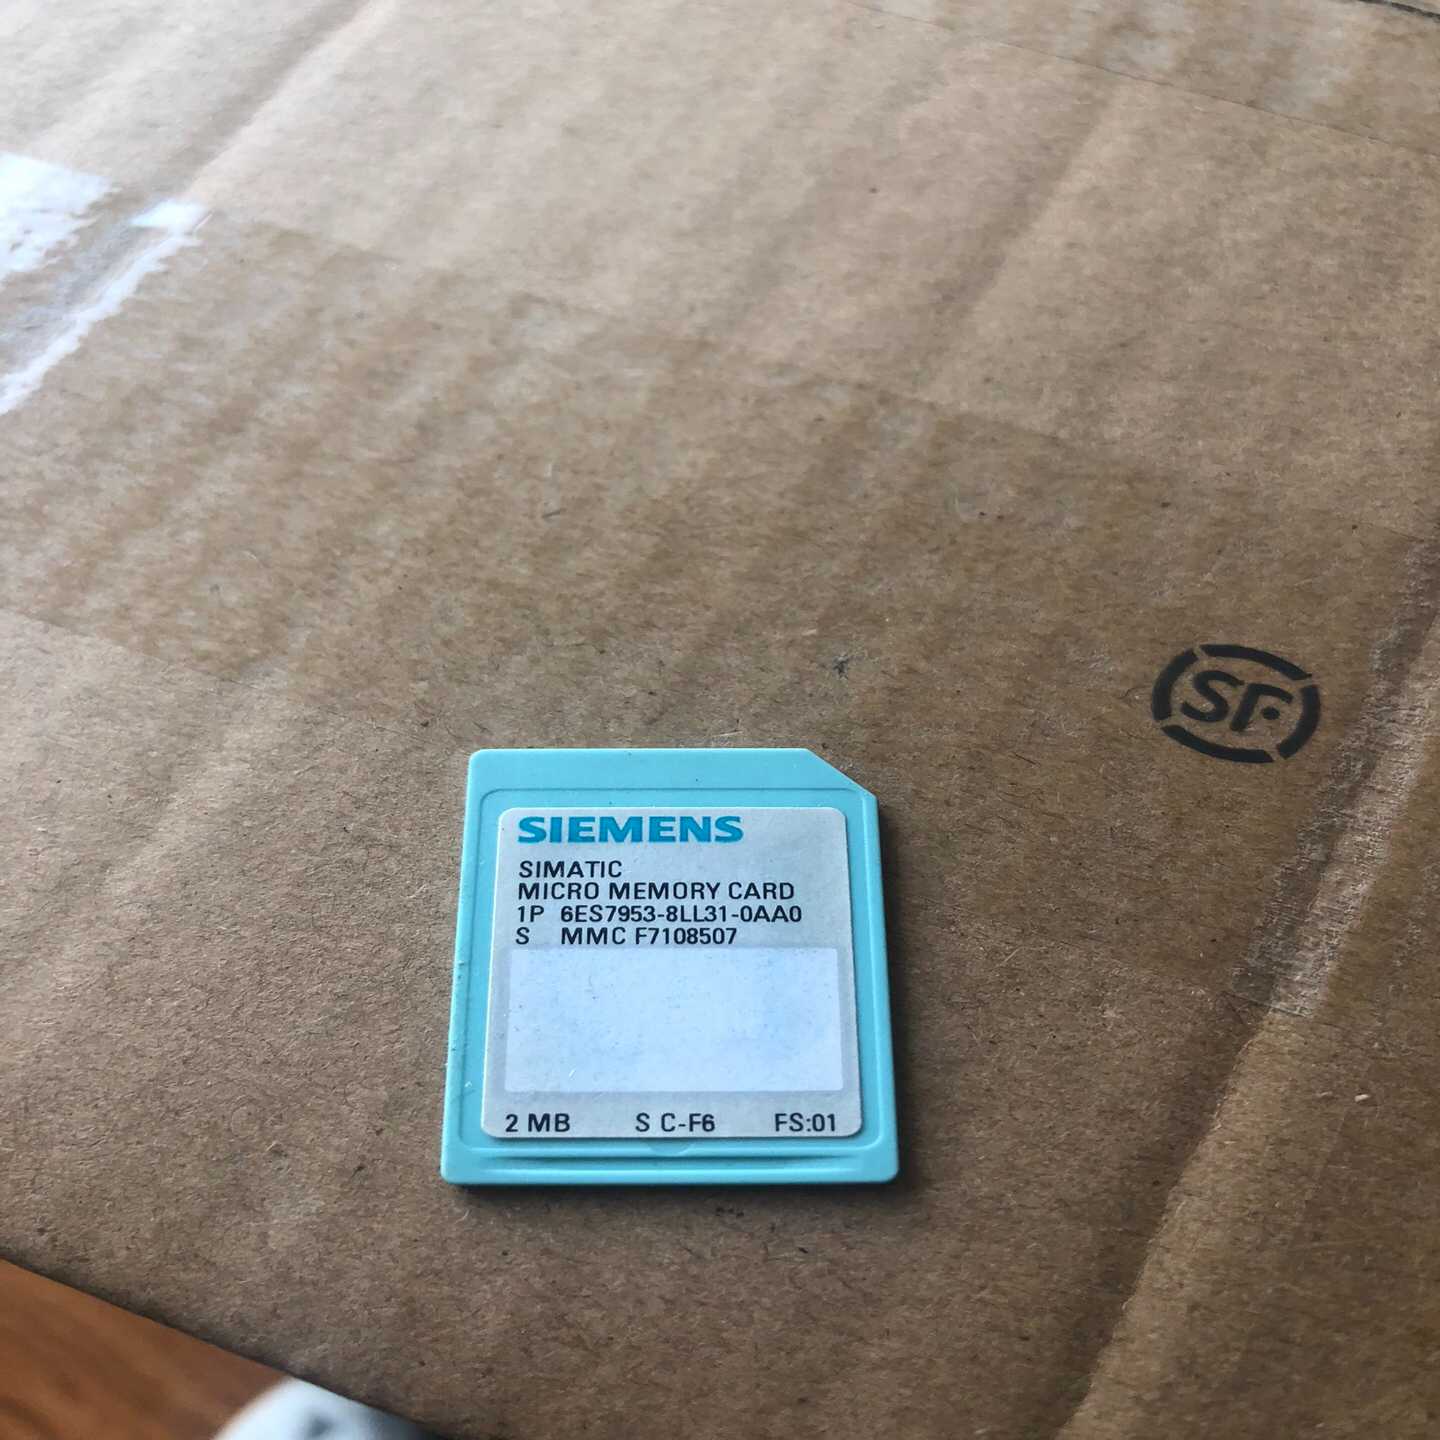 SF
SIEMENS
SIMATIC
MICRO MEMORY CARD
1P 6ES7953-8LL31-0AA0
S MMC F7108507
2 MB S C-F6 FS:01